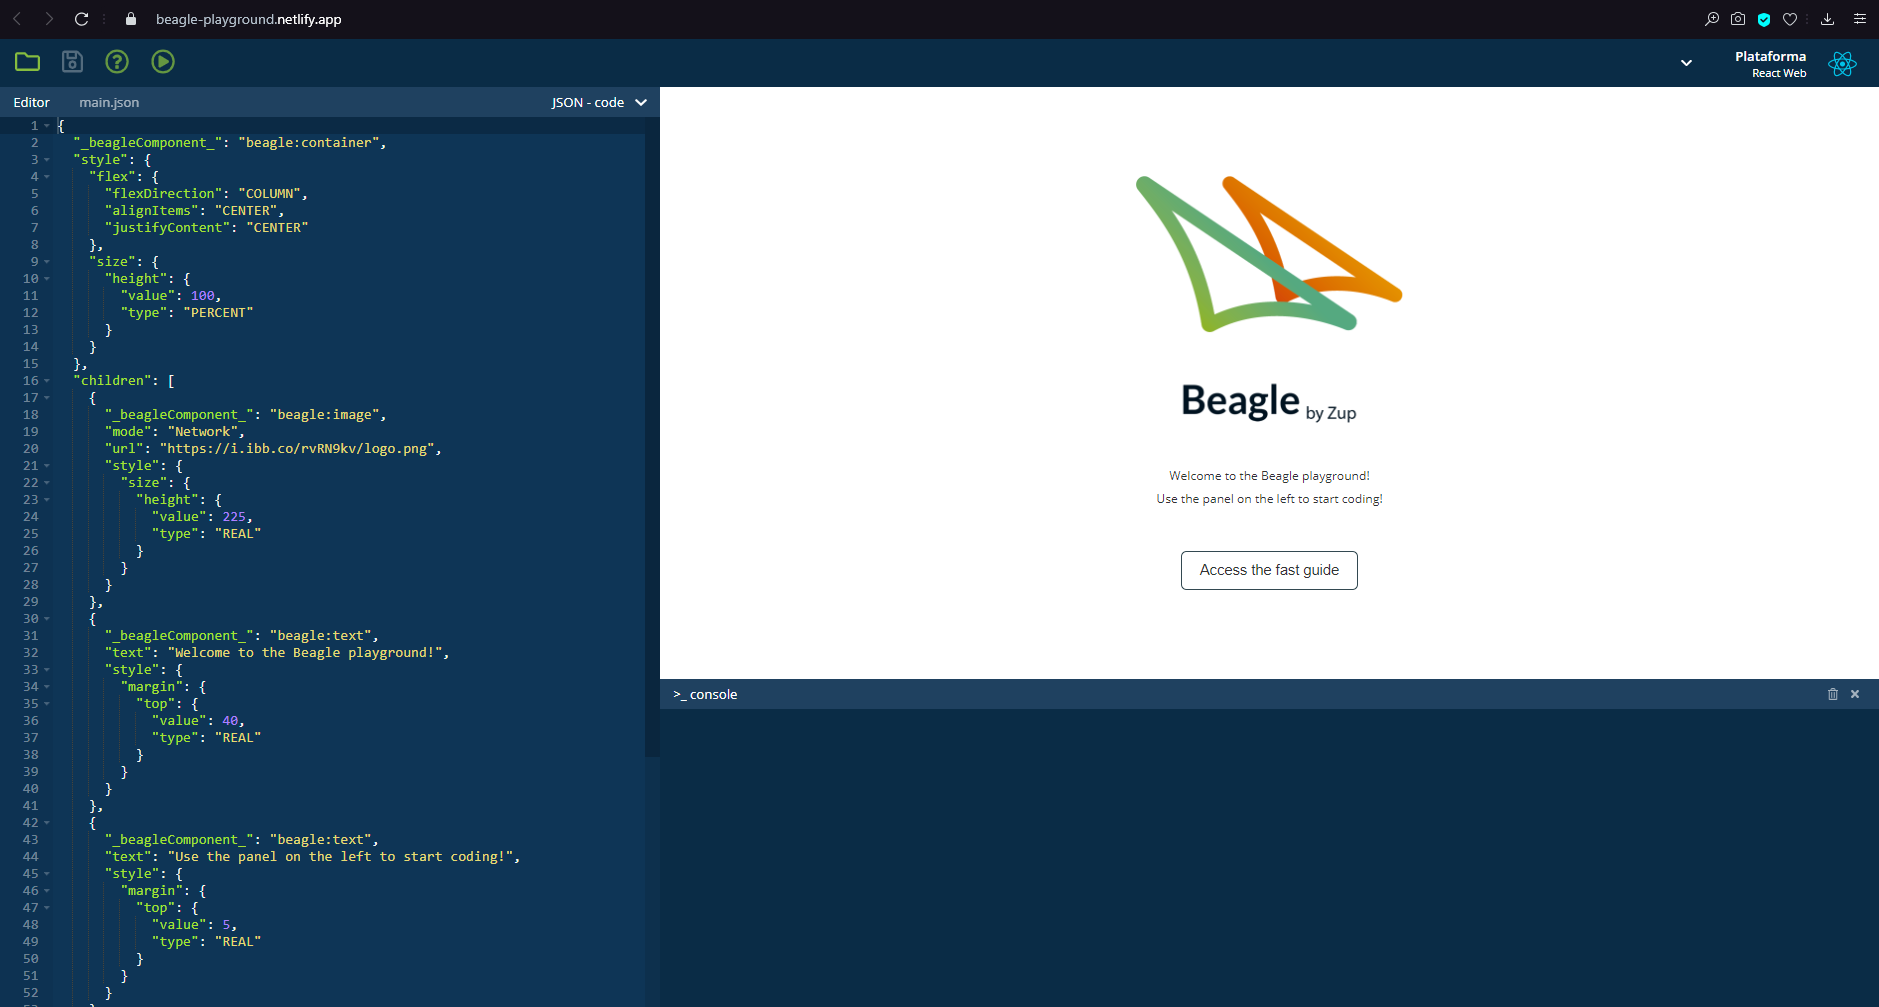 beagle-playground.netlify.app
Plataforma
React Web
Editor main.json JSON - code
1 {
2 "_beagleComponent_": "beagle:container",
3 "style": {
4 "flex": {
5 "flexDirection": "COLUMN",
6 "alignItems": "CENTER",
7 "justifyContent": "CENTER"
8 },
9 "size": {
10 "height": {
11 "value": 100,
12 "type": "PERCENT"
13 }
14 }
15 },
16 "children": [
17 {
18 "_beagleComponent_": "beagle:image",
19 "mode": "Network",
20 "url": "https://i.ibb.co/rvRN9kv/logo.png",
21 "style": {
22 "size": {
23 "height": {
24 "value": 225,
25 "type": "REAL"
26 }
27 }
28 }
29 },
30 {
31 "_beagleComponent_": "beagle:text",
32 "text": "Welcome to the Beagle playground!",
33 "style": {
34 "margin": {
35 "top": {
36 "value": 40,
37 "type": "REAL"
38 }
39 }
40 }
41 },
42 {
43 "_beagleComponent_": "beagle:text",
44 "text": "Use the panel on the left to start coding!",
45 "style": {
46 "margin": {
47 "top": {
48 "value": 5,
49 "type": "REAL"
50 }
51 }
52 }
Beagle by Zup
Welcome to the Beagle playground!
Use the panel on the left to start coding!
Access the fast guide
>_ console